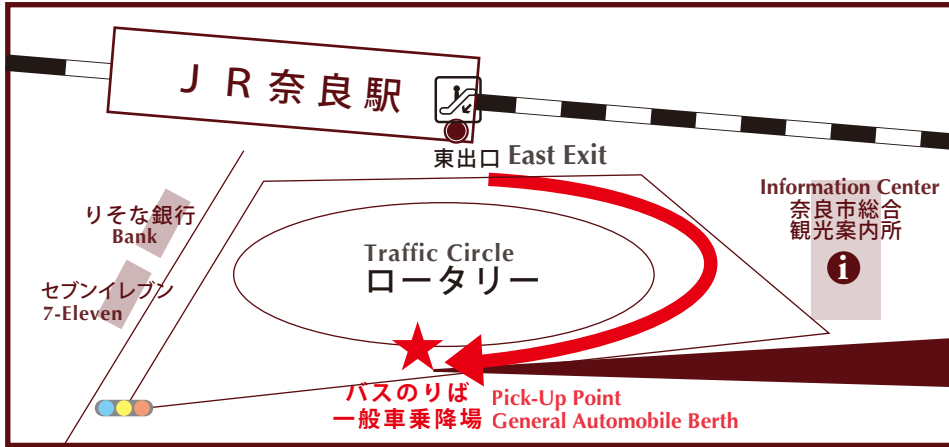 ＪＲ奈良駅
東出口 East Exit
Information Center
奈良市総合
観光案内所
i
りそな銀行
Bank
セブンイレブン
7-Eleven
Traffic Circle
ロータリー
バスのりば
一般車乗降場
Pick-Up Point
General Automobile Berth